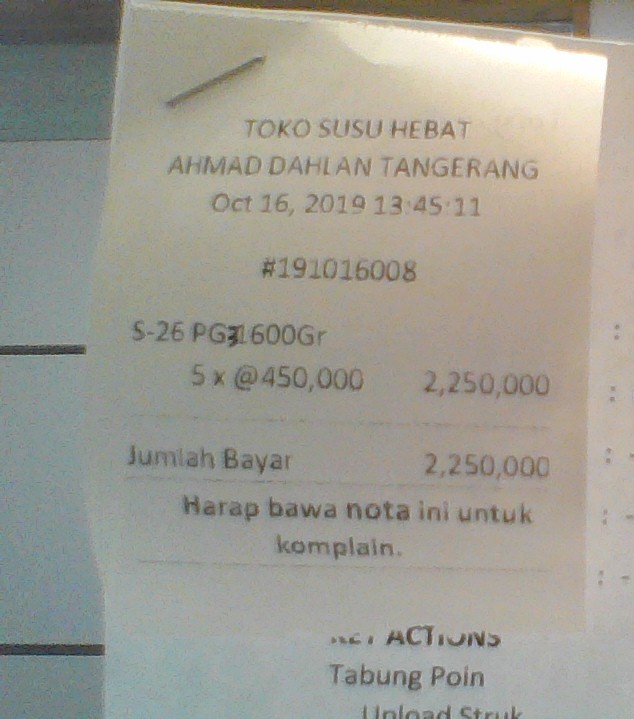 TOKO SUSU HEBAT
AHMAD DAHLAN TANGERANG
Oct 16, 2019 13:45:11
#191016008
S-26 PG31600Gr
5 x @450,000 2,250,000
Jumlah Bayar 2,250,000
Harap bawa nota ini untuk
komplain.
ACTIONS
Tabung Poin
Upload Struk